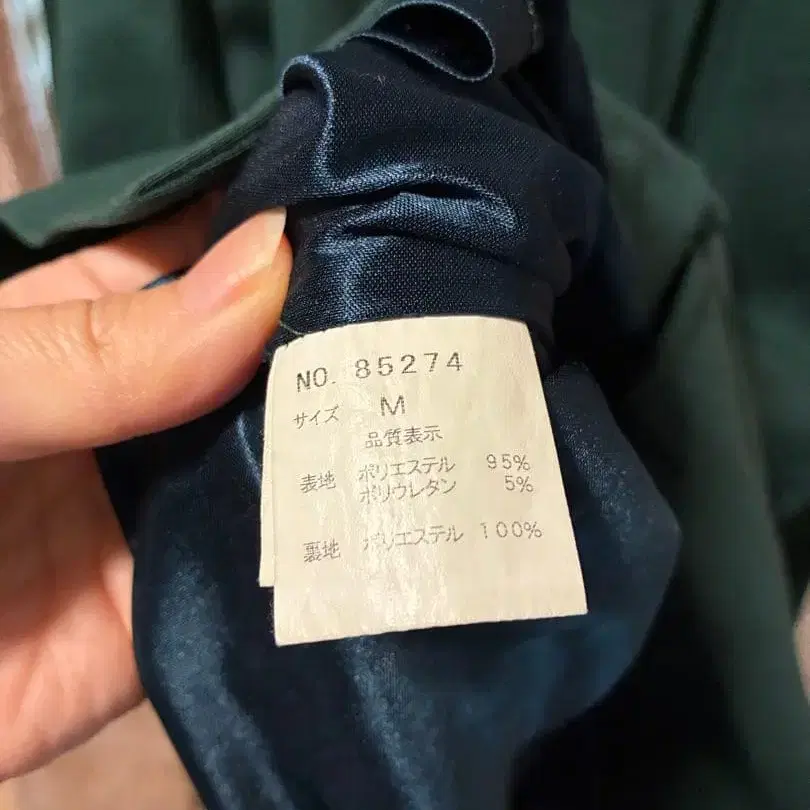 NO. 85274
サイズ M
品質表示
表地 ポリエステル 95%
ポリウレタン 5%
裏地 ポリエステル 100%